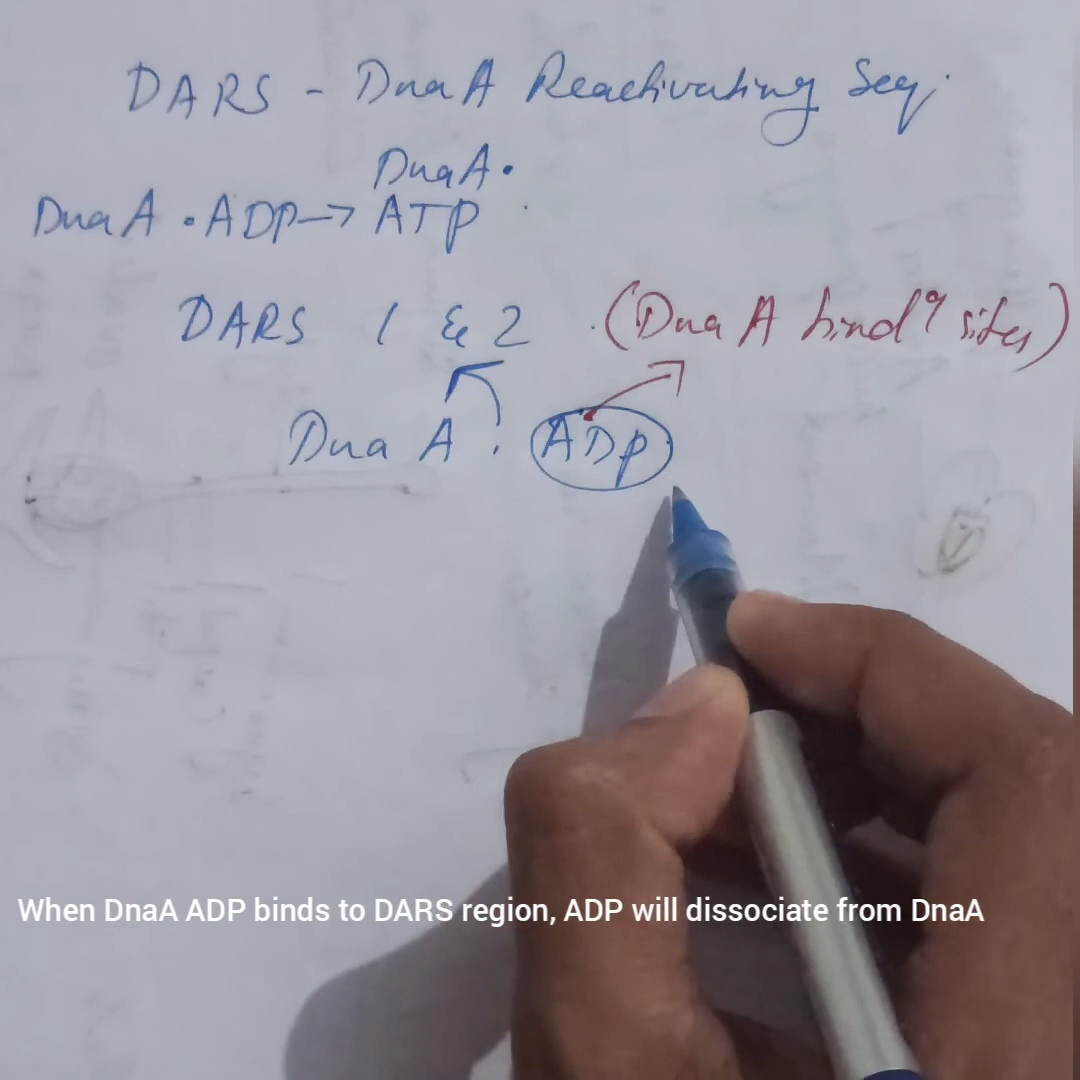 DARS - DnaA Reactivating Seq.
DnaA.
DnaA . ADP → ATP
DARS 1 & 2 (DnaA bindg sites)
DnaA . ADP
When DnaA ADP binds to DARS region, ADP will dissociate from DnaA